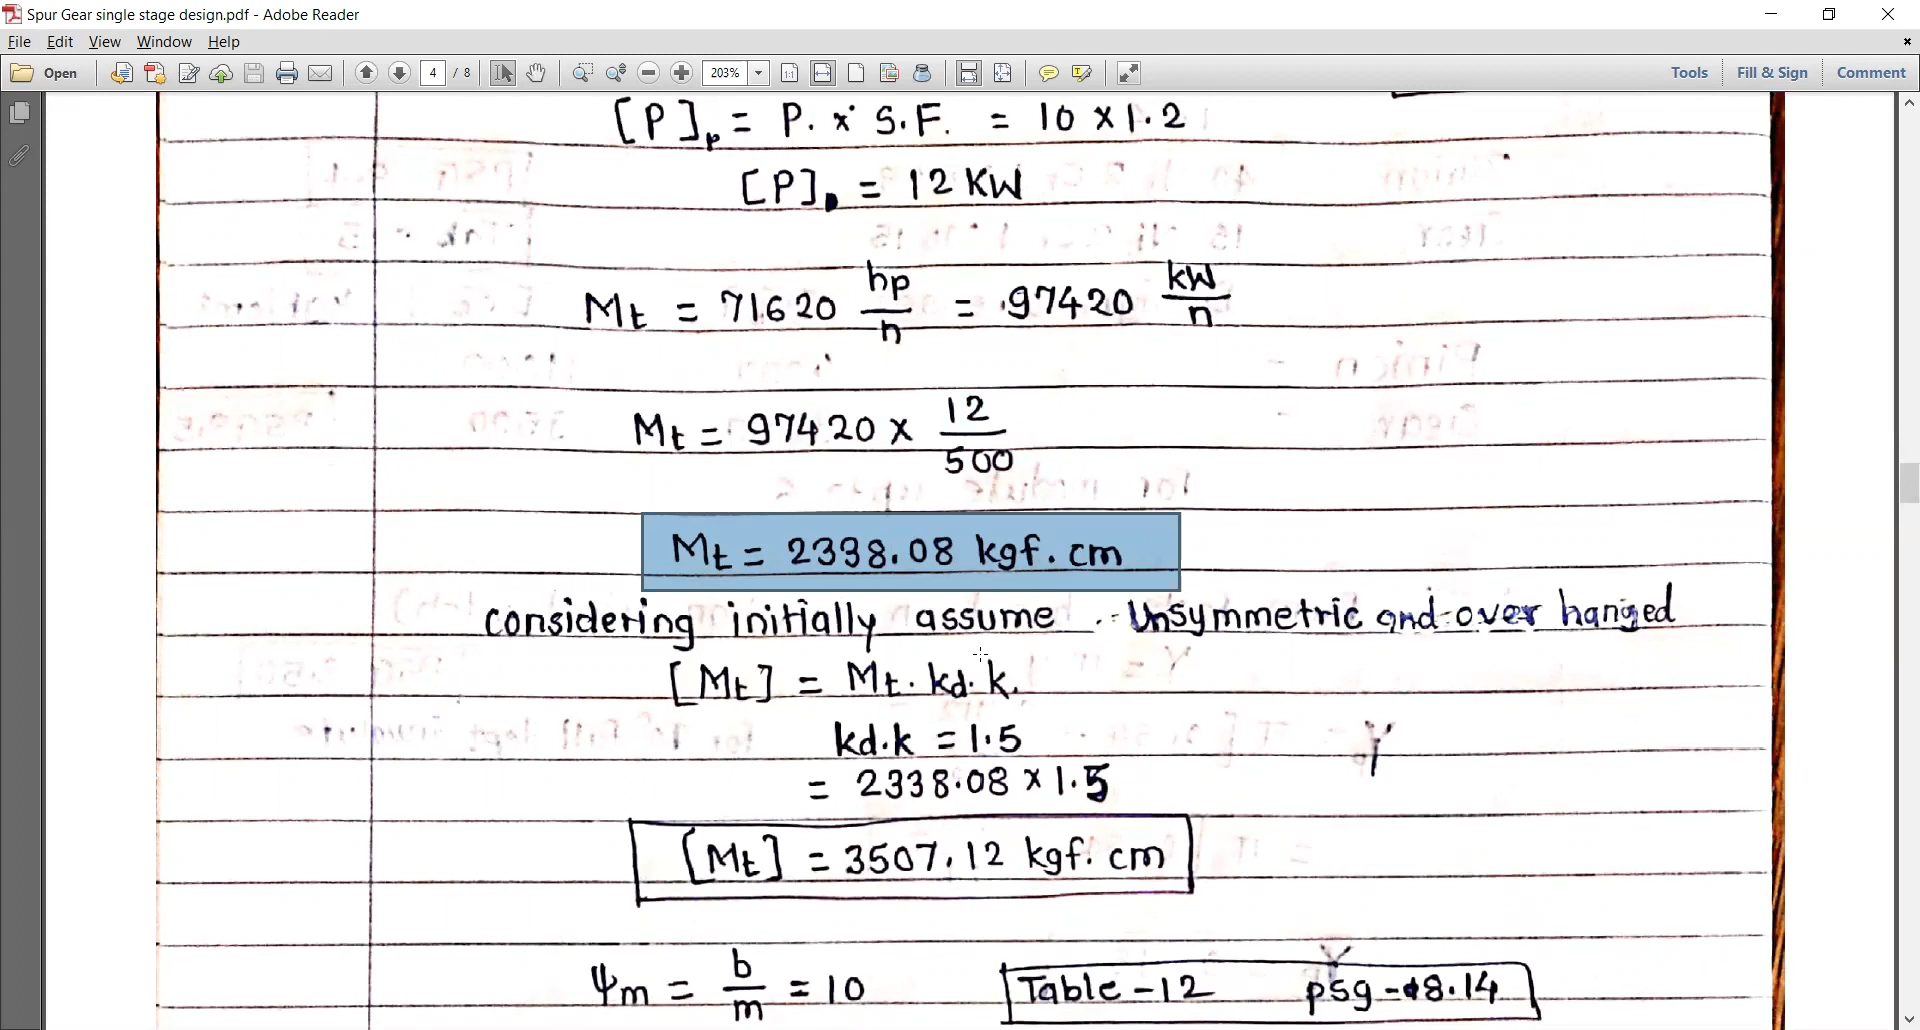 Spur Gear single stage design.pdf - Adobe Reader
File Edit View Window Help
Open 4 / 8 203% Tools Fill & Sign Comment
[P]p = P. x S.F. = 10 x 1.2
[P]p = 12 KW
Mt = 71620 hp/n = 97420 kW/n
Mt = 97420 x 12/500
Mt = 2338.08 kgf.cm
considering initially assume Unsymmetric and over hanged
[Mt] = Mt. kd. k.
kd.k = 1.5
= 2338.08 x 1.5
[Mt] = 3507.12 kgf.cm
Ψm = b/m = 10 Table-12 psg-8.14